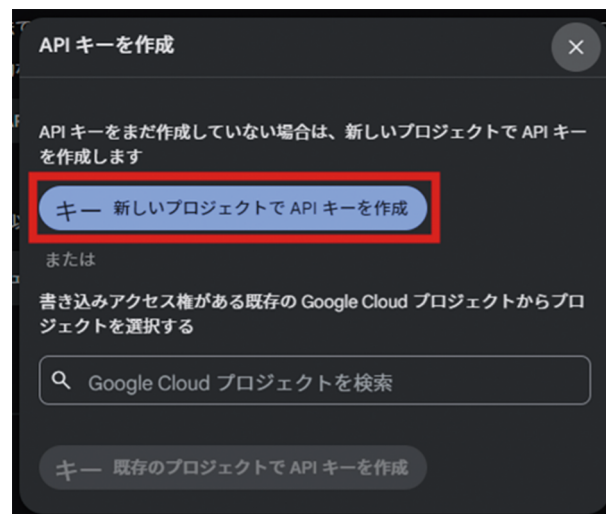 API キーを作成
API キーをまだ作成していない場合は、新しいプロジェクトで API キー
を作成します
キー 新しいプロジェクトで API キーを作成
または
書き込みアクセス権がある既存の Google Cloud プロジェクトからプロ
ジェクトを選択する
Google Cloud プロジェクトを検索
キー 既存のプロジェクトで API キーを作成